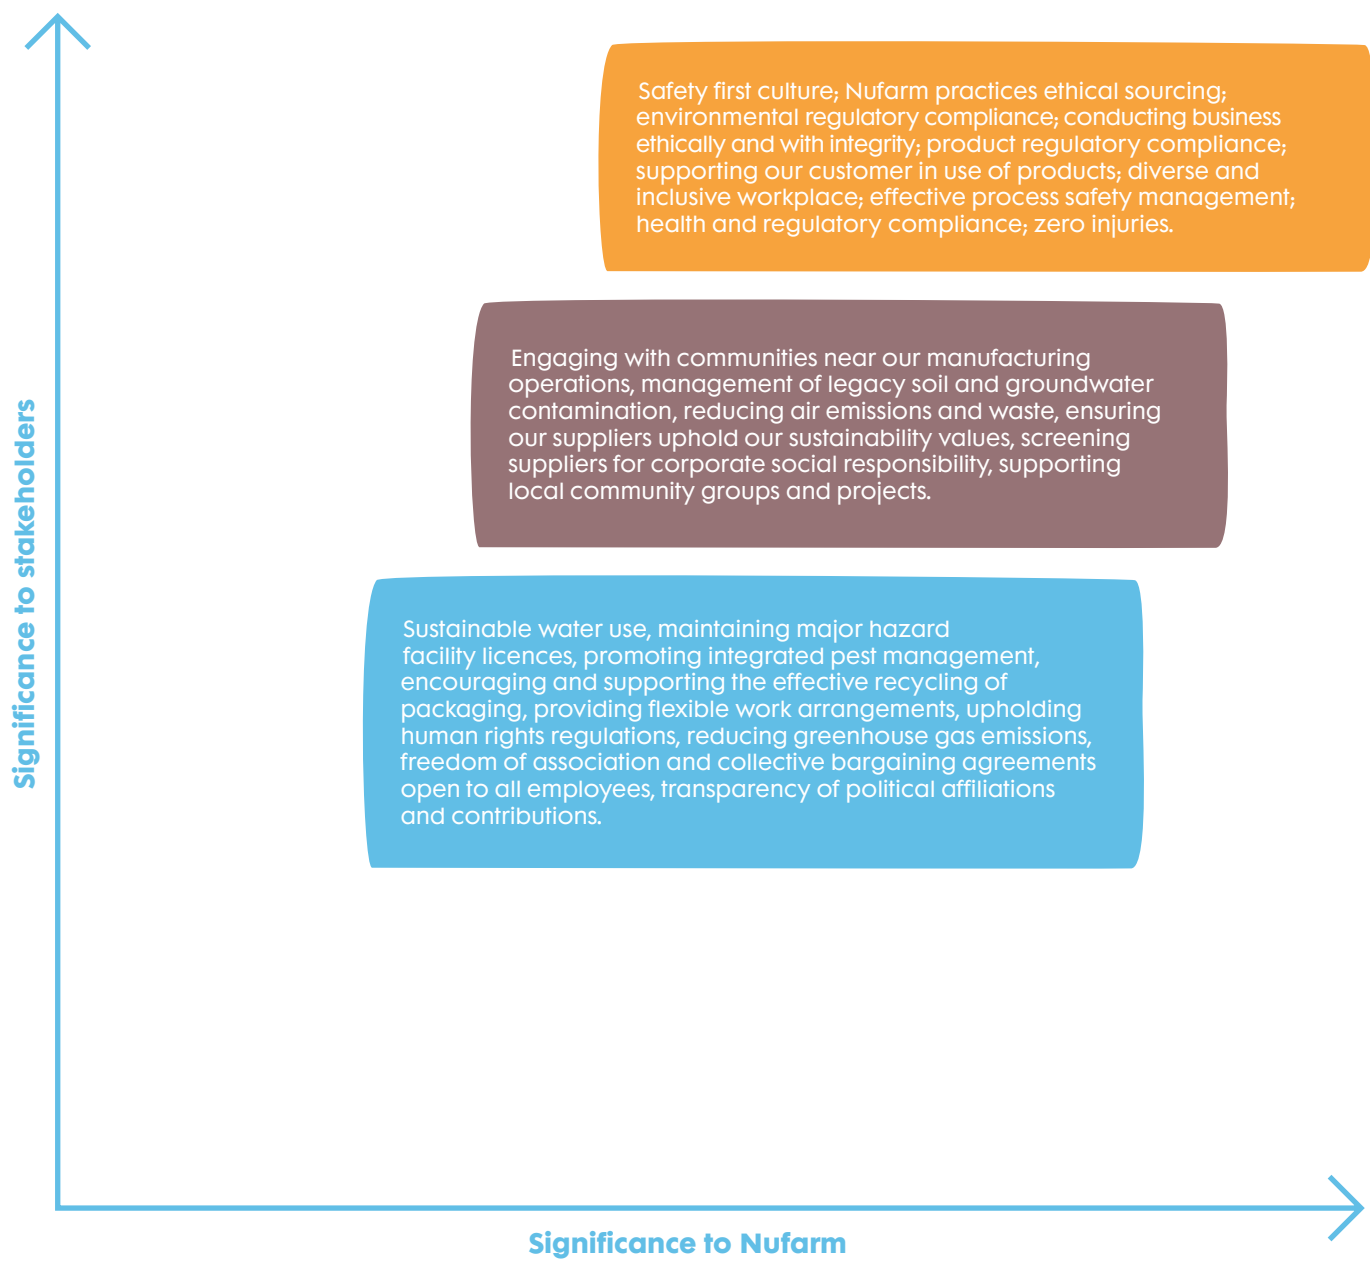 Safety first culture; Nufarm practices ethical sourcing;
environmental regulatory compliance; conducting business
ethically and with integrity; product regulatory compliance;
supporting our customer in use of products; diverse and
inclusive workplace; effective process safety management;
health and regulatory compliance; zero injuries.
Engaging with communities near our manufacturing
operations, management of legacy soil and groundwater
contamination, reducing air emissions and waste, ensuring
our suppliers uphold our sustainability values, screening
suppliers for corporate social responsibility, supporting
local community groups and projects.
Sustainable water use, maintaining major hazard
facility licences, promoting integrated pest management,
encouraging and supporting the effective recycling of
packaging, providing flexible work arrangements, upholding
human rights regulations, reducing greenhouse gas emissions,
freedom of association and collective bargaining agreements
open to all employees, transparency of political affiliations
and contributions.
Significance to stakeholders
Significance to Nufarm